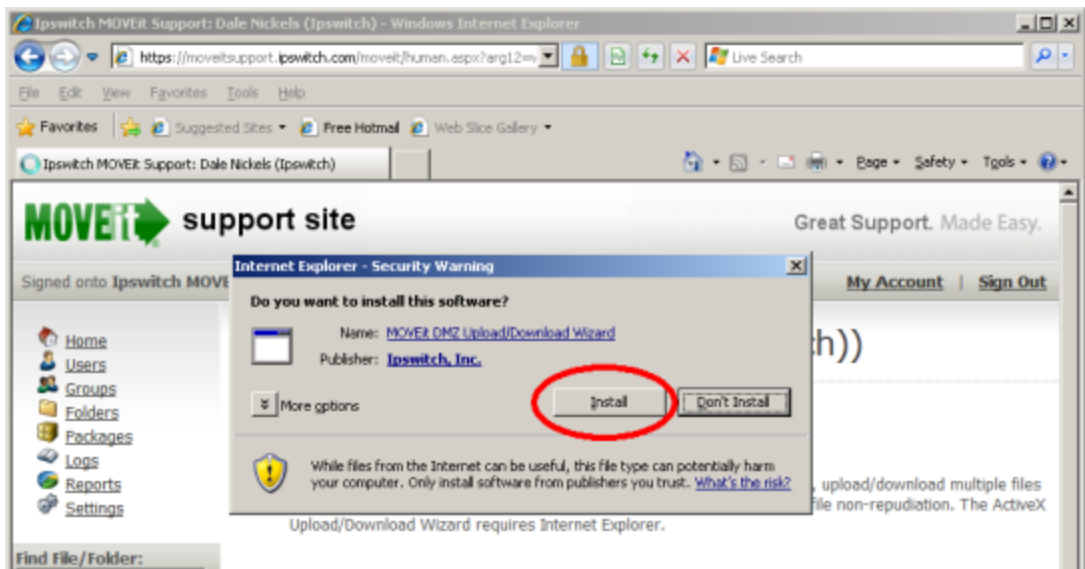 Ipswitch MOVEit Support: Dale Nickels (Ipswitch) - Windows Internet Explorer
https://moveitsupport.ipswitch.com/moveit/human.aspx?arg12=
Live Search
File Edit View Favorites Tools Help
Favorites Suggested Sites Free Hotmail Web Slice Gallery
Ipswitch MOVEit Support: Dale Nickels (Ipswitch)
Page Safety Tools
MOVEit support site
Great Support. Made Easy.
Signed onto Ipswitch MOVE
My Account | Sign Out
Internet Explorer - Security Warning
Do you want to install this software?
Name: MOVEit DMZ Upload/Download Wizard
Publisher: Ipswitch, Inc.
More options
Install
Don't Install
While files from the Internet can be useful, this file type can potentially harm
your computer. Only install software from publishers you trust. What's the risk?
Home
Users
Groups
Folders
Packages
Logs
Reports
Settings
h))
, upload/download multiple files
file non-repudiation. The ActiveX
Upload/Download Wizard requires Internet Explorer.
Find File/Folder: